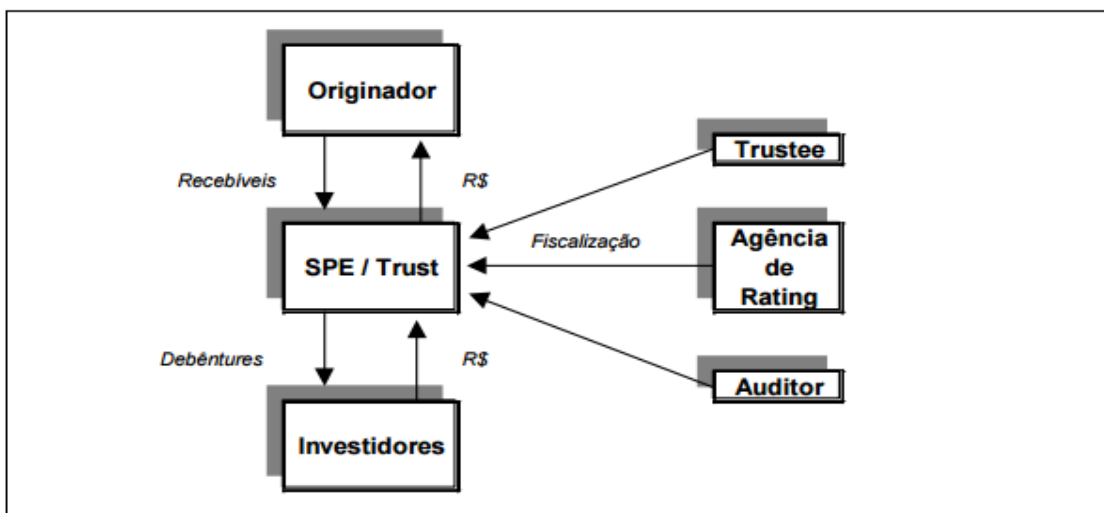 Originador
Trustee
Recebíveis
R$
Fiscalização
Agência
de
Rating
SPE / Trust
Debêntures
R$
Auditor
Investidores